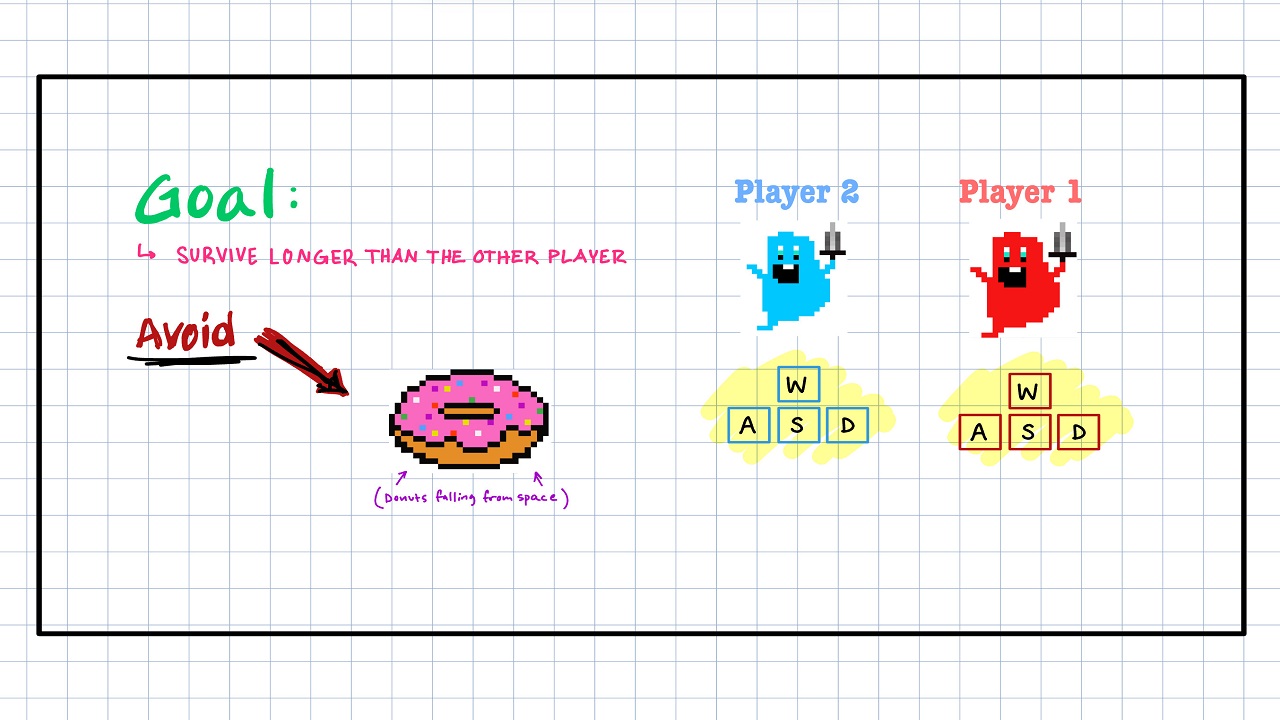 Goal:
↳ SURVIVE LONGER THAN THE OTHER PLAYER
Avoid
(Donuts falling from space)
Player 2
W
A S D
Player 1
W
A S D